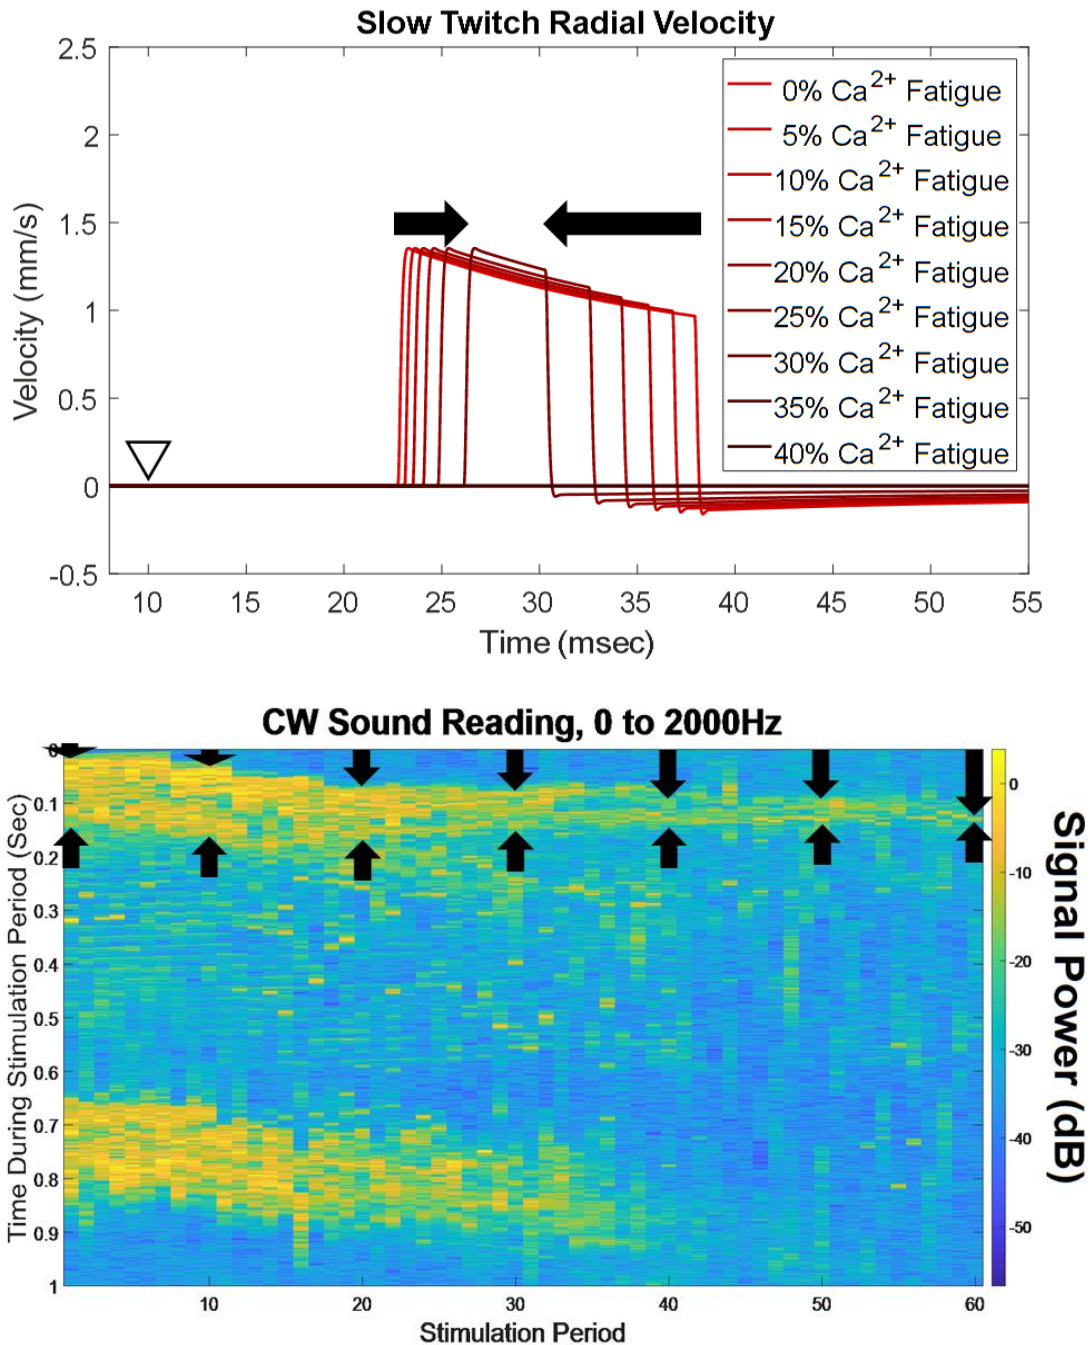 Slow Twitch Radial Velocity
2.5
2
1.5
1
0.5
0
-0.5
Velocity (mm/s)
0% Ca2+ Fatigue
5% Ca2+ Fatigue
10% Ca2+ Fatigue
15% Ca2+ Fatigue
20% Ca2+ Fatigue
25% Ca2+ Fatigue
30% Ca2+ Fatigue
35% Ca2+ Fatigue
40% Ca2+ Fatigue
10 15 20 25 30 35 40 45 50 55
Time (msec)
CW Sound Reading, 0 to 2000Hz
0
0.1
0.2
0.3
0.4
0.5
0.6
0.7
0.8
0.9
1
Time During Stimulation Period (Sec)
10 20 30 40 50 60
Stimulation Period
0
-10
-20
-30
-40
-50
Signal Power (dB)